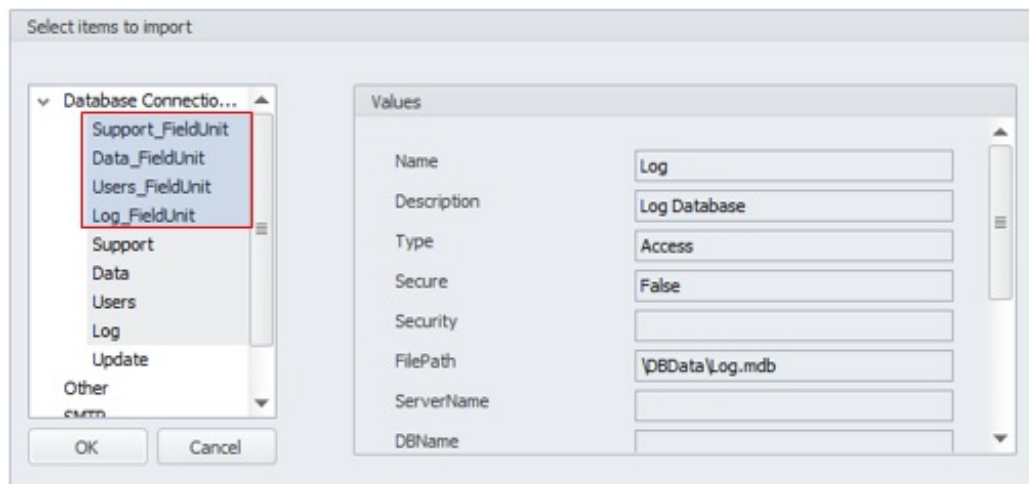 Select items to import
Database Connectio...
Support_FieldUnit
Data_FieldUnit
Users_FieldUnit
Log_FieldUnit
Support
Data
Users
Log
Update
Other
SMTP
OK
Cancel
Values
Name
Log
Description
Log Database
Type
Access
Secure
False
Security
FilePath
\DBData\Log.mdb
ServerName
DBName